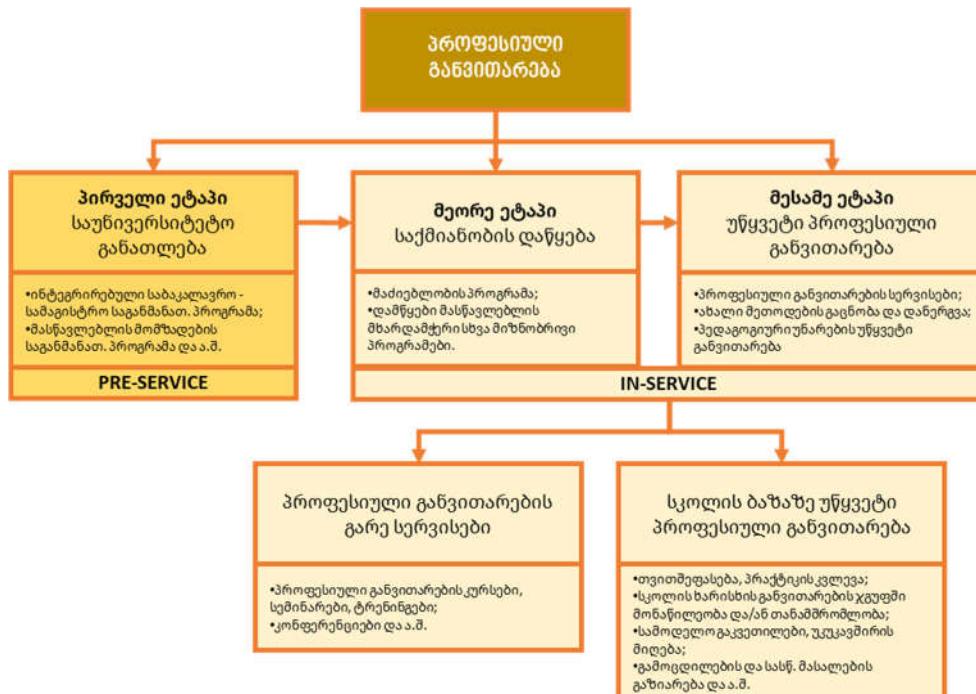 ᲞᲠᲝᲤᲔᲡᲘᲣᲚᲘ
ᲒᲐᲜᲕᲘᲗᲐᲠᲔᲑᲐ
პირველი ეტაპი
საუნივერსიტეტო
განათლება
•ინტეგრირებული საბაკალავრო -
სამაგისტრო საგანმანათ. პროგრამა;
•მასწავლებლის მომზადების
საგანმანათ. პროგრამა და ა.შ.
PRE-SERVICE
მეორე ეტაპი
საქმიანობის დაწყება
•მაძიებლობის პროგრამა;
•დამწყები მასწავლებლის
მხარდამჭერი სხვა მიზნობრივი
პროგრამები.
მესამე ეტაპი
უწყვეტი პროფესიული
განვითარება
•პროფესიული განვითარების სერვისები;
•ახალი მეთოდების გაცნობა და დანერგვა;
•პედაგოგიური უნარების უწყვეტი
განვითარება
IN-SERVICE
პროფესიული განვითარების
გარე სერვისები
•პროფესიული განვითარების კურსები,
სემინარები, ტრენინგები;
•კონფერენციები და ა.შ.
სკოლის ბაზაზე უწყვეტი
პროფესიული განვითარება
•თვითშეფასება, პრაქტიკის კვლევა;
•სკოლის ხარისხის განვითარების ჯგუფში
მონაწილეობა და/ან თანამშრომლობა;
•სამოდელო გაკვეთილები, უკუკავშირის
მიღება;
•გამოცდილების და სასწ. მასალების
გაზიარება და ა.შ.